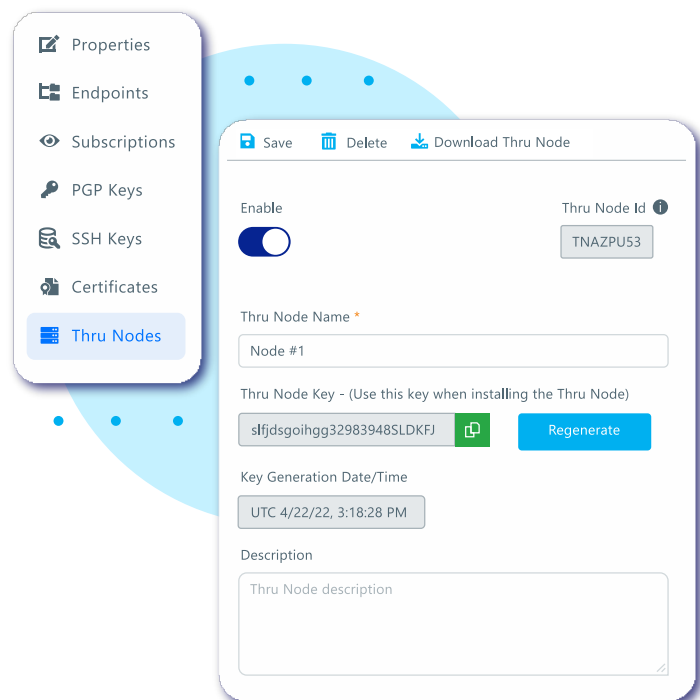 Properties
Endpoints
Subscriptions
PGP Keys
SSH Keys
Certificates
Thru Nodes
Save Delete Download Thru Node
Enable Thru Node Id
TNAZPU53
Thru Node Name *
Node #1
Thru Node Key - (Use this key when installing the Thru Node)
slfjdsgoihgg32983948SLDKFJ Regenerate
Key Generation Date/Time
UTC 4/22/22, 3:18:28 PM
Description
Thru Node description